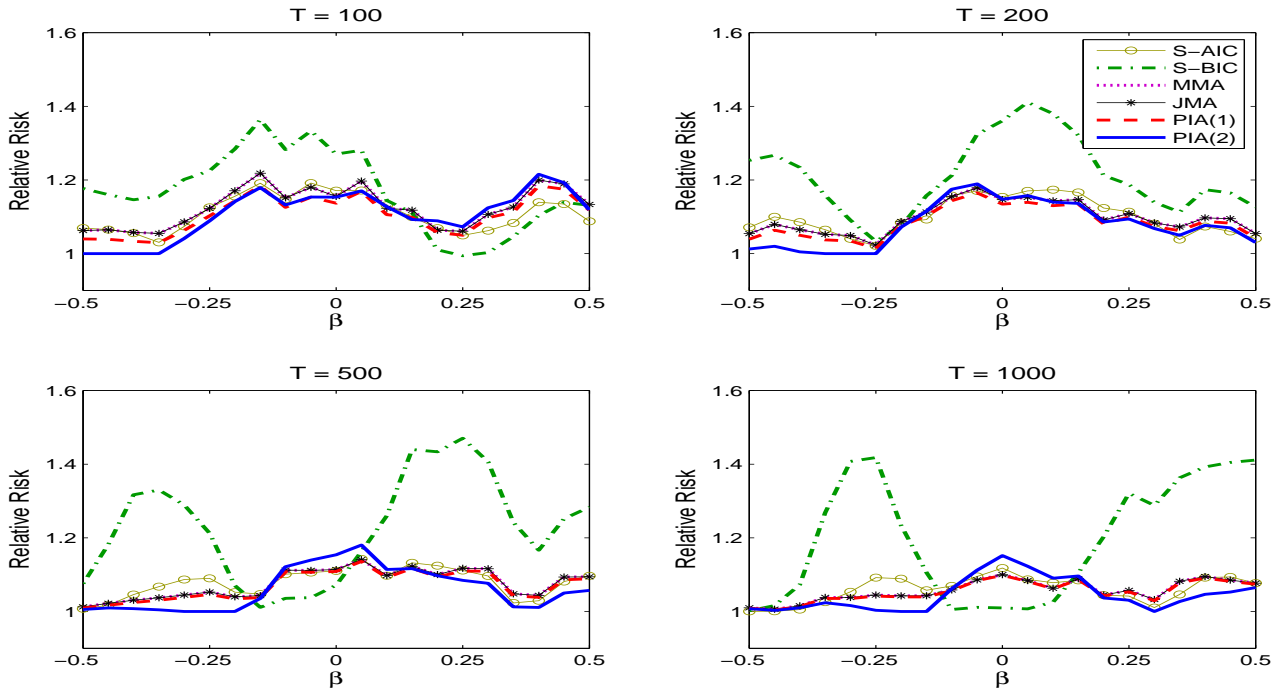 T = 100
1.6
1.4
1.2
1
Relative Risk
−0.5
−0.25
0
0.25
0.5
β
T = 200
1.6
1.4
1.2
1
Relative Risk
−0.5
−0.25
0
0.25
0.5
β
S−AIC
S−BIC
MMA
JMA
PIA(1)
PIA(2)
T = 500
1.6
1.4
1.2
1
Relative Risk
−0.5
−0.25
0
0.25
0.5
β
T = 1000
1.6
1.4
1.2
1
Relative Risk
−0.5
−0.25
0
0.25
0.5
β